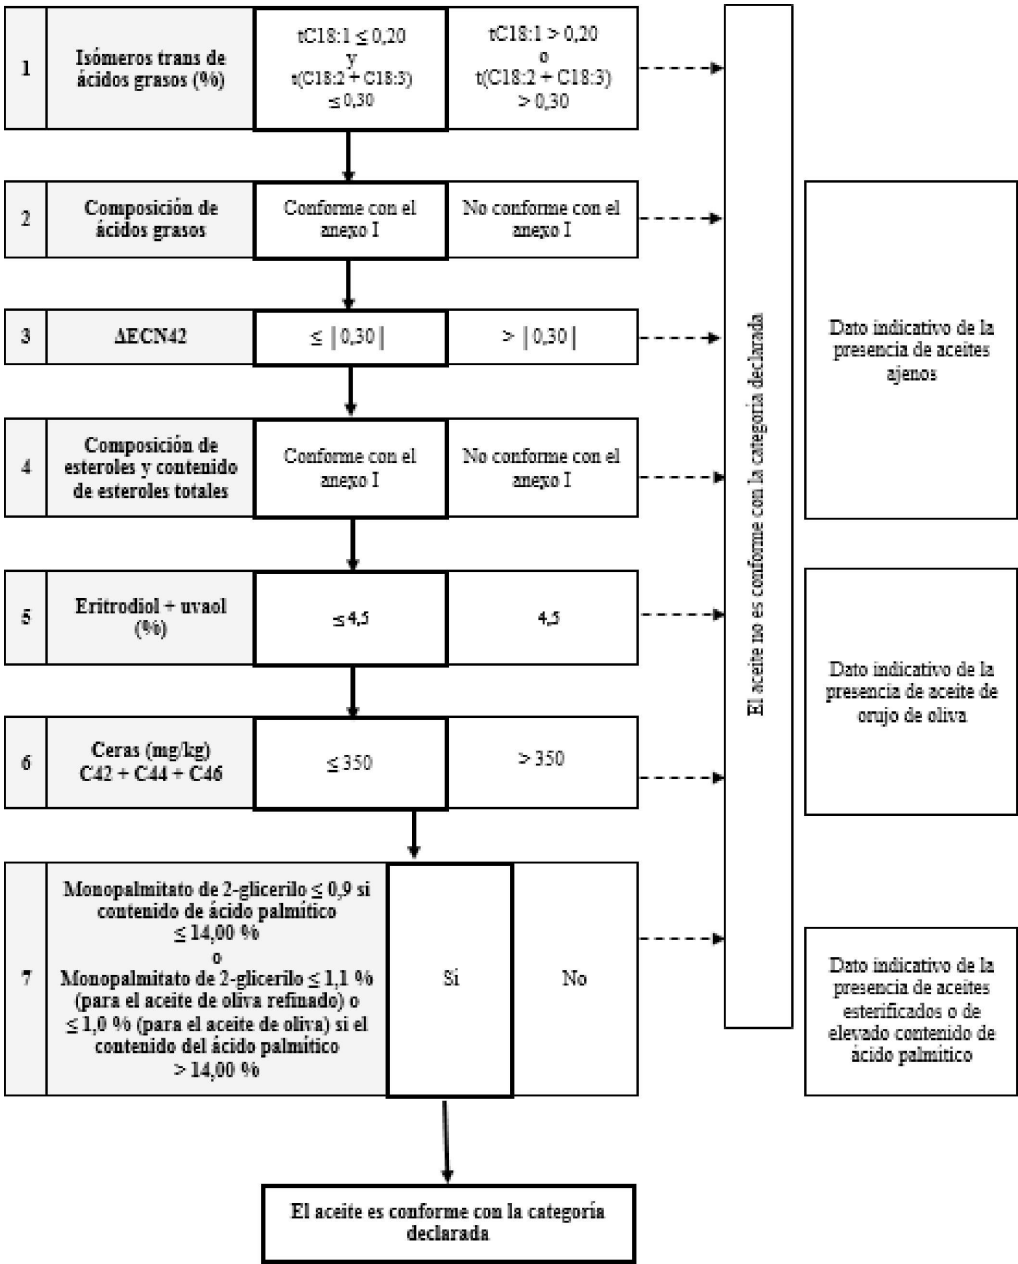 1
Isómeros trans de
ácidos grasos (%)
tC18:1 ≤ 0,20
y
t(C18:2 + C18:3)
≤ 0,30
tC18:1 > 0,20
o
t(C18:2 + C18:3)
> 0,30
2
Composición de
ácidos grasos
Conforme con el
anexo I
No conforme con el
anexo I
3
ΔECN42
≤ |0,30|
> |0,30|
4
Composición de
esteroles y contenido
de esteroles totales
Conforme con el
anexo I
No conforme con el
anexo I
5
Eritrodiol + uvaol
(%)
≤ 4,5
4,5
6
Ceras (mg/kg)
C42 + C44 + C46
≤ 350
> 350
7
Monopalmitato de 2-glicerilo ≤ 0,9 si
contenido de ácido palmítico
≤ 14,00 %
o
Monopalmitato de 2-glicerilo ≤ 1,1 %
(para el aceite de oliva refinado) o
≤ 1,0 % (para el aceite de oliva) si el
contenido del ácido palmítico
> 14,00 %
Si
No
El aceite no es conforme con la categoría declarada
Dato indicativo de la
presencia de aceites
ajenos
Dato indicativo de la
presencia de aceite de
orujo de oliva
Dato indicativo de la
presencia de aceites
esterificados o de
elevado contenido de
ácido palmítico
El aceite es conforme con la categoría
declarada